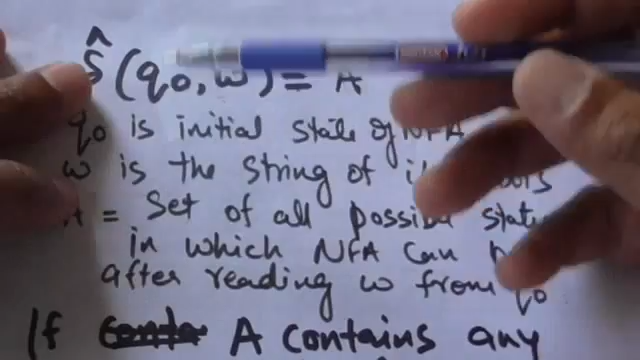 δ̂ (q0, w) = A
q0 is initial state of NFA
w is the string of
= Set of all possible
in which NFA can
after reading w from q0
If A contains any